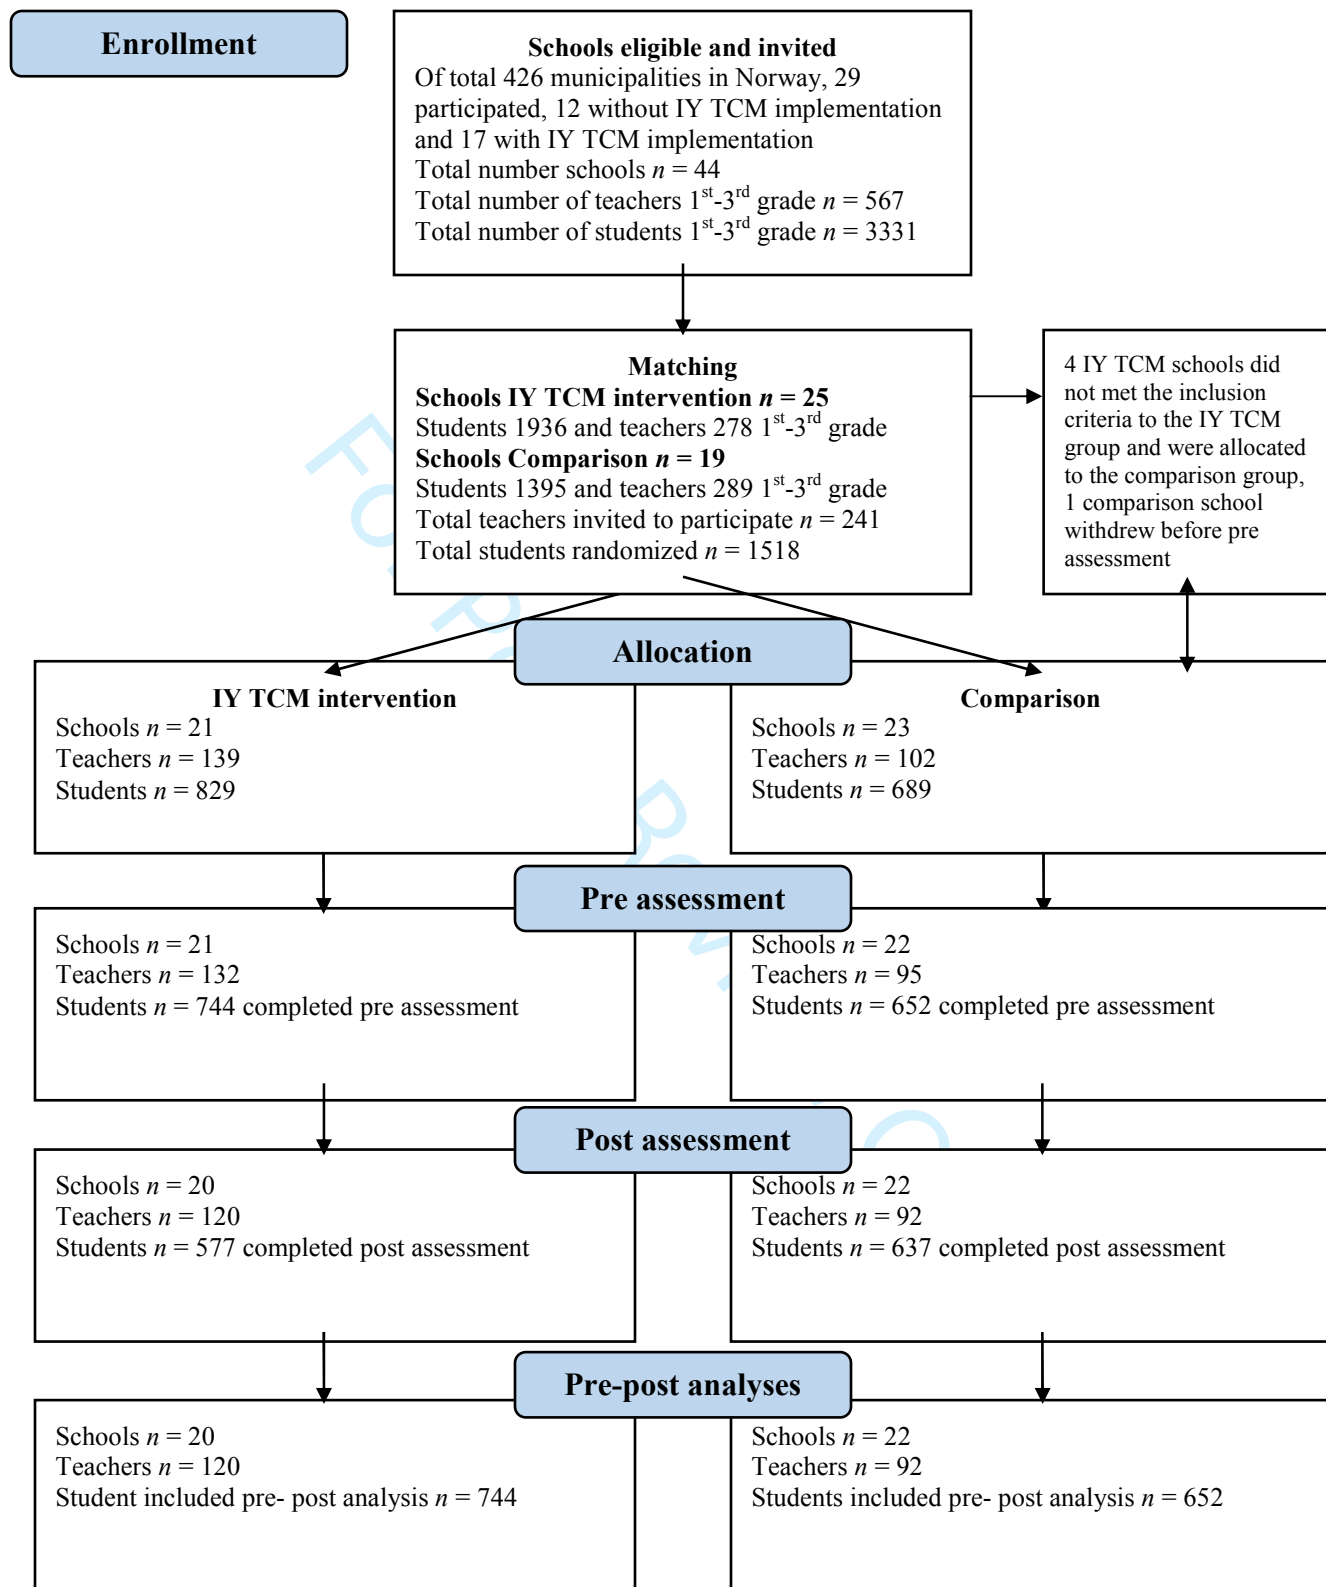 Enrollment
Schools eligible and invited
Of total 426 municipalities in Norway, 29
participated, 12 without IY TCM implementation
and 17 with IY TCM implementation
Total number schools n = 44
Total number of teachers 1st-3rd grade n = 567
Total number of students 1st-3rd grade n = 3331
Matching
Schools IY TCM intervention n = 25
Students 1936 and teachers 278 1st-3rd grade
Schools Comparison n = 19
Students 1395 and teachers 289 1st-3rd grade
Total teachers invited to participate n = 241
Total students randomized n = 1518
4 IY TCM schools did
not met the inclusion
criteria to the IY TCM
group and were allocated
to the comparison group,
1 comparison school
withdrew before pre
assessment
Allocation
IY TCM intervention
Schools n = 21
Teachers n = 139
Students n = 829
Comparison
Schools n = 23
Teachers n = 102
Students n = 689
Pre assessment
Schools n = 21
Teachers n = 132
Students n = 744 completed pre assessment
Schools n = 22
Teachers n = 95
Students n = 652 completed pre assessment
Post assessment
Schools n = 20
Teachers n = 120
Students n = 577 completed post assessment
Schools n = 22
Teachers n = 92
Students n = 637 completed post assessment
Pre-post analyses
Schools n = 20
Teachers n = 120
Student included pre- post analysis n = 744
Schools n = 22
Teachers n = 92
Students included pre- post analysis n = 652